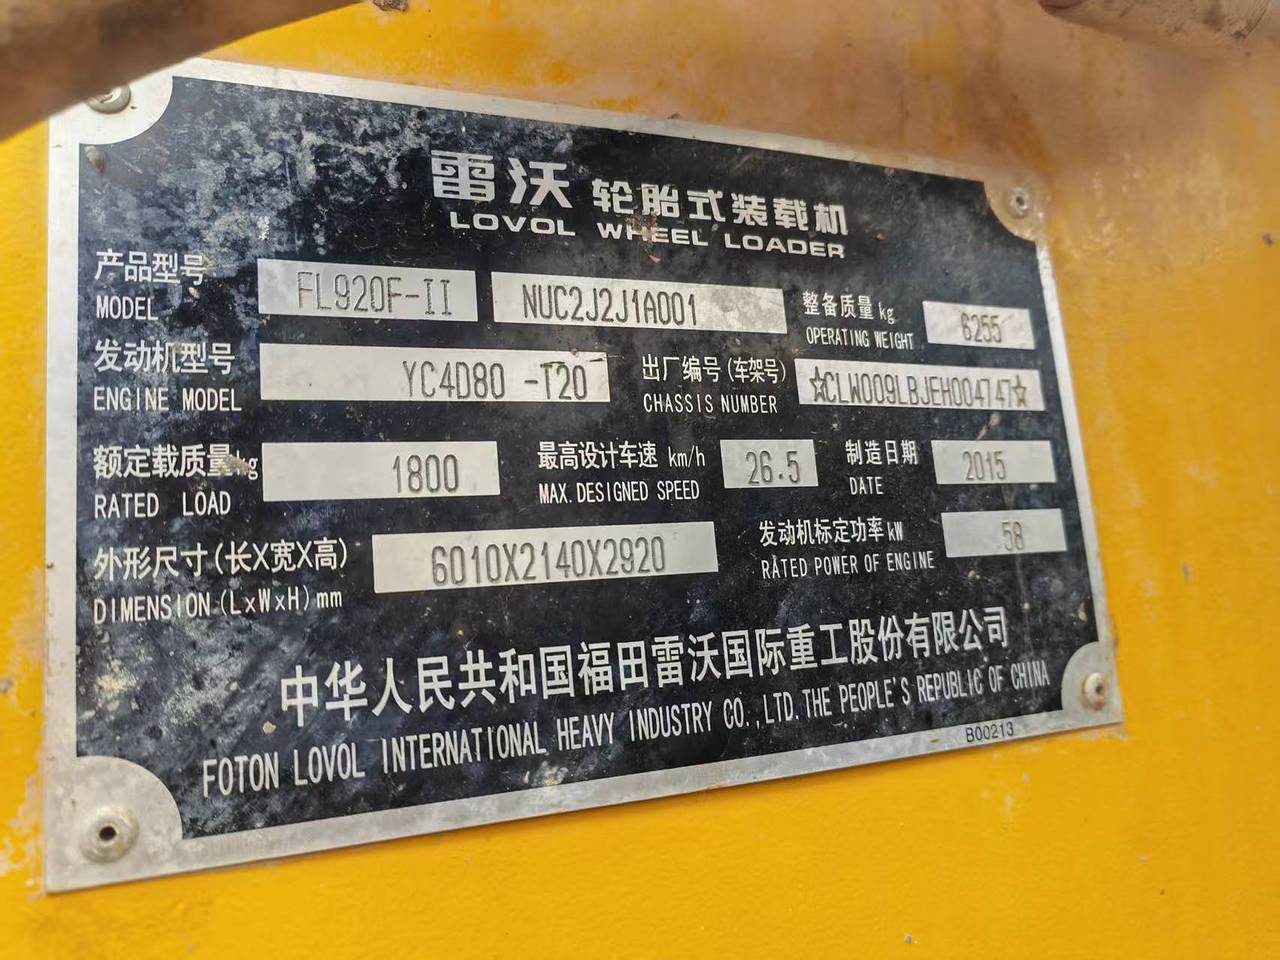 雷沃 轮胎式装载机
LOVOL WHEEL LOADER
产品型号 FL920F-II NUC2J2J1A001 整备质量 kg 6255
MODEL OPERATING WEIGHT
发动机型号 YC4D80 -T20 出厂编号(车架号) ☆CLW009LBJEH004747☆
ENGINE MODEL CHASSIS NUMBER
额定载质量kg 1800 最高设计车速 km/h 26.5 制造日期 2015
RATED LOAD MAX.DESIGNED SPEED DATE
外形尺寸(长X宽X高) 6010X2140X2920 发动机标定功率kW 58
DIMENSION(LxWxH)mm RATED POWER OF ENGINE
中华人民共和国福田雷沃国际重工股份有限公司
FOTON LOVOL INTERNATIONAL HEAVY INDUSTRY CO.,LTD.THE PEOPLE'S REPUBLIC OF CHINA
B00213